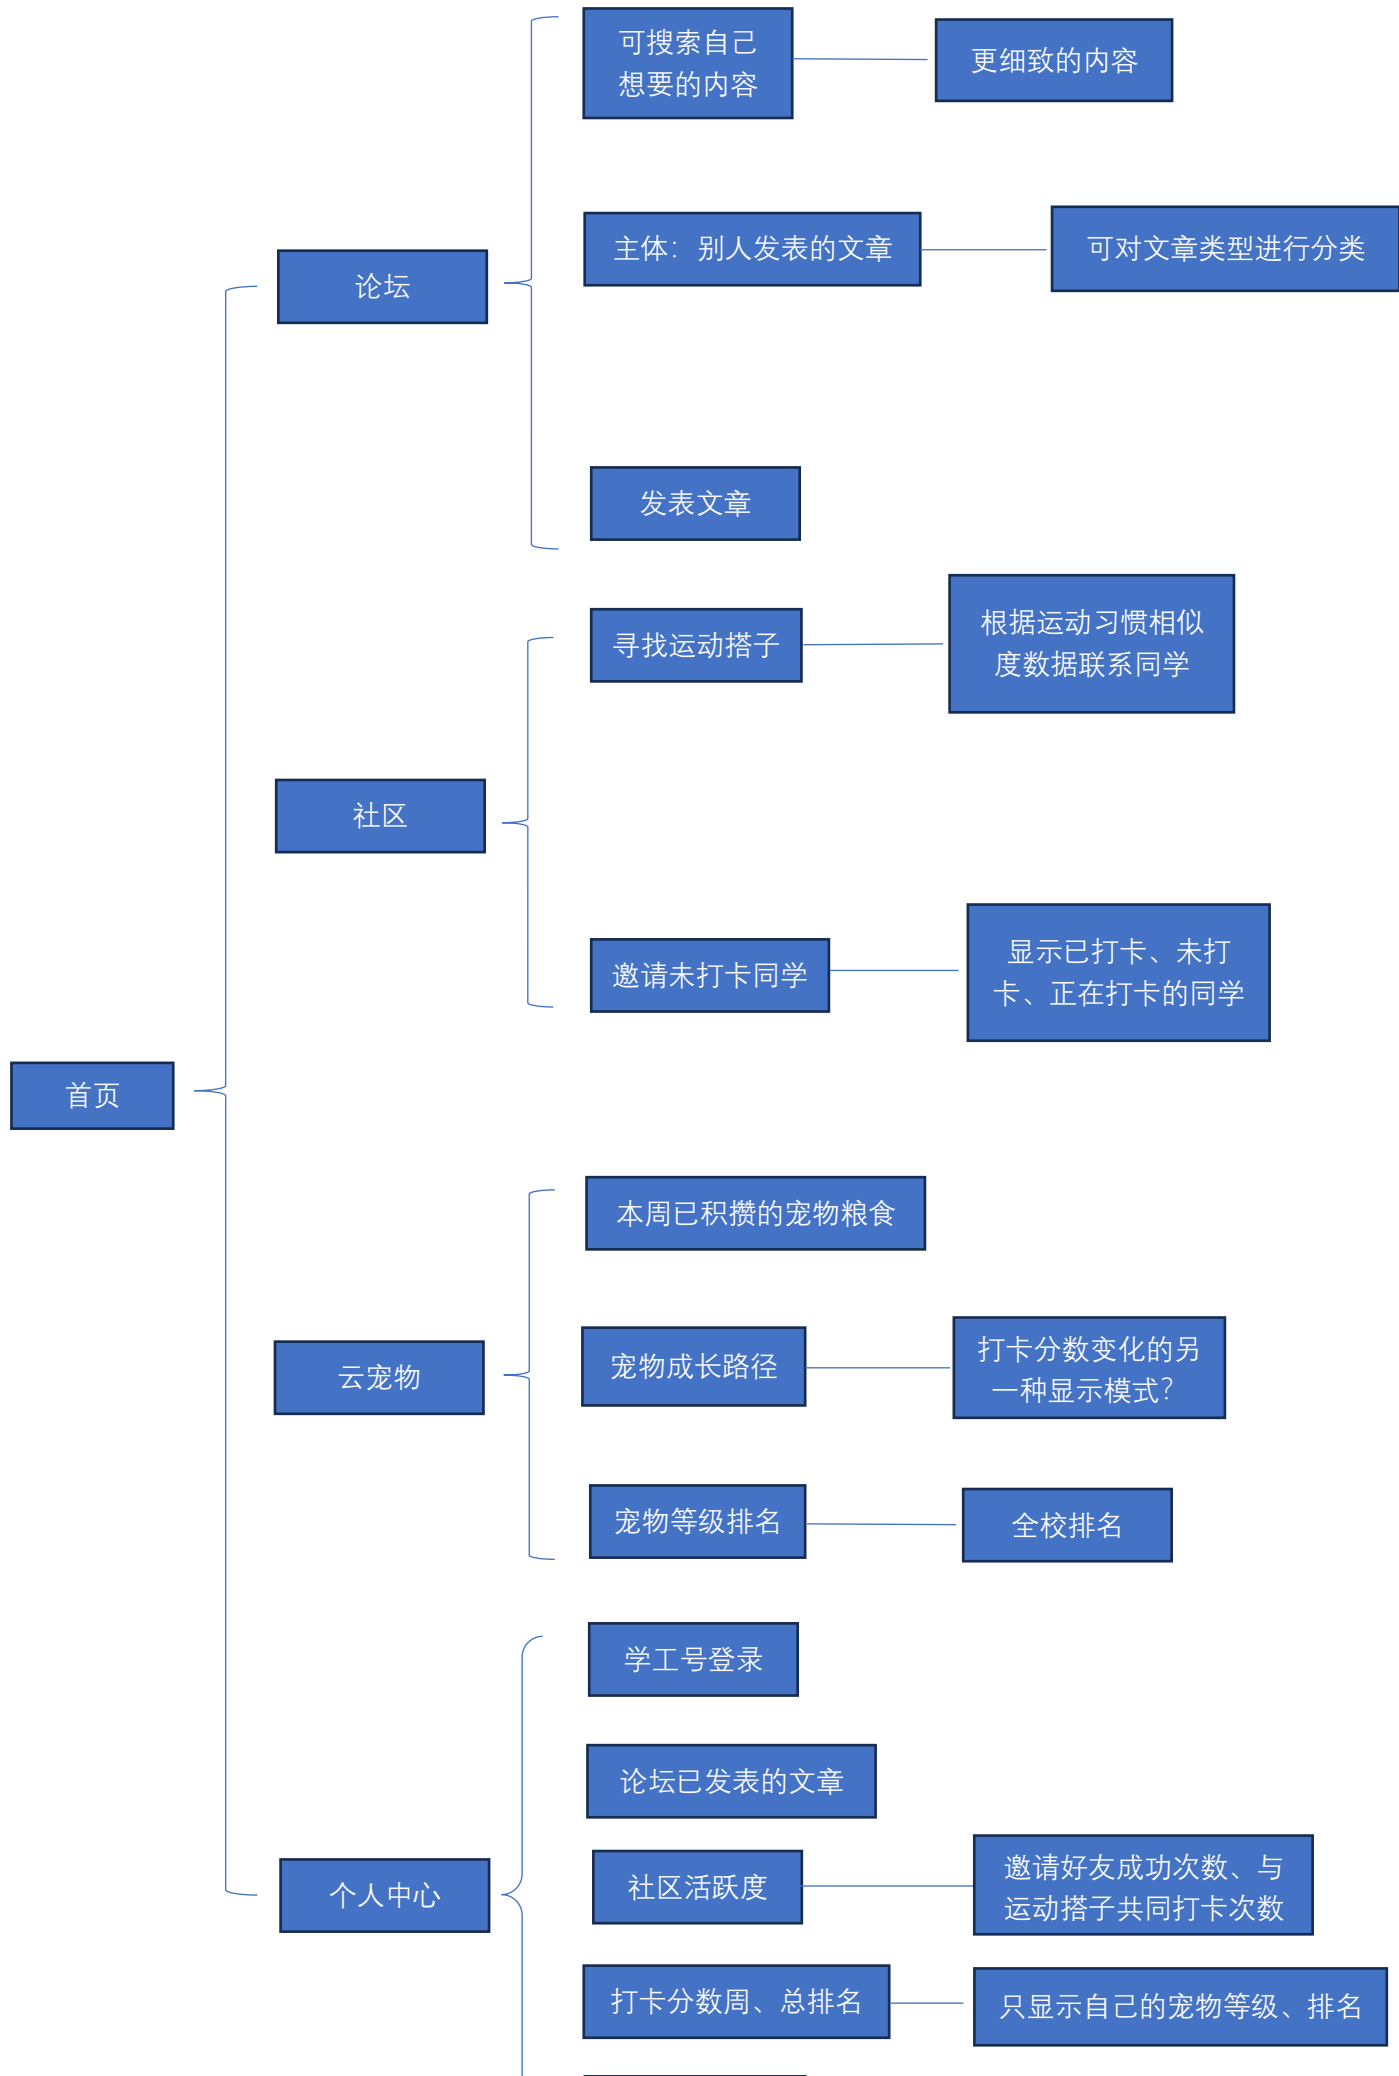 可搜索自己
想要的内容
更细致的内容
主体：别人发表的文章
可对文章类型进行分类
论坛
发表文章
寻找运动搭子
根据运动习惯相似
度数据联系同学
社区
邀请未打卡同学
显示已打卡、未打
卡、正在打卡的同学
首页
本周已积攒的宠物粮食
云宠物
宠物成长路径
打卡分数变化的另
一种显示模式？
宠物等级排名
全校排名
学工号登录
论坛已发表的文章
个人中心
社区活跃度
邀请好友成功次数、与
运动搭子共同打卡次数
打卡分数周、总排名
只显示自己的宠物等级、排名